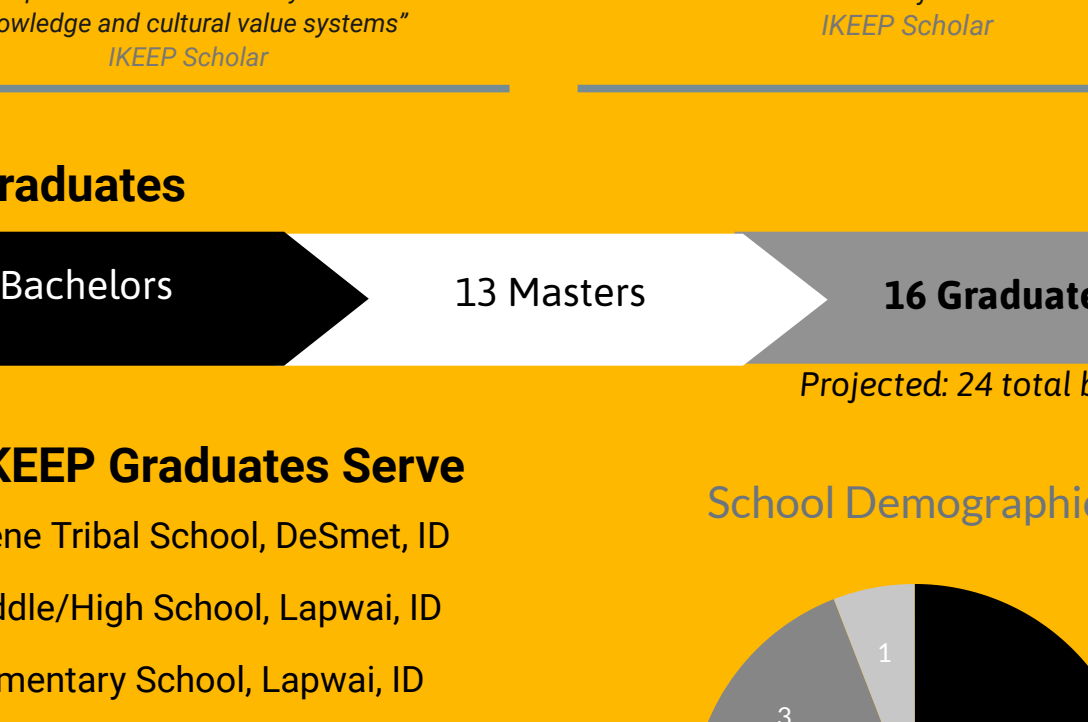 owledge and cultural value systems”
IKEEP Scholar
IKEEP Scholar
raduates
Bachelors
13 Masters
16 Graduate
Projected: 24 total b
KEEP Graduates Serve
ene Tribal School, DeSmet, ID
ddle/High School, Lapwai, ID
mentary School, Lapwai, ID
School Demographic
1
3